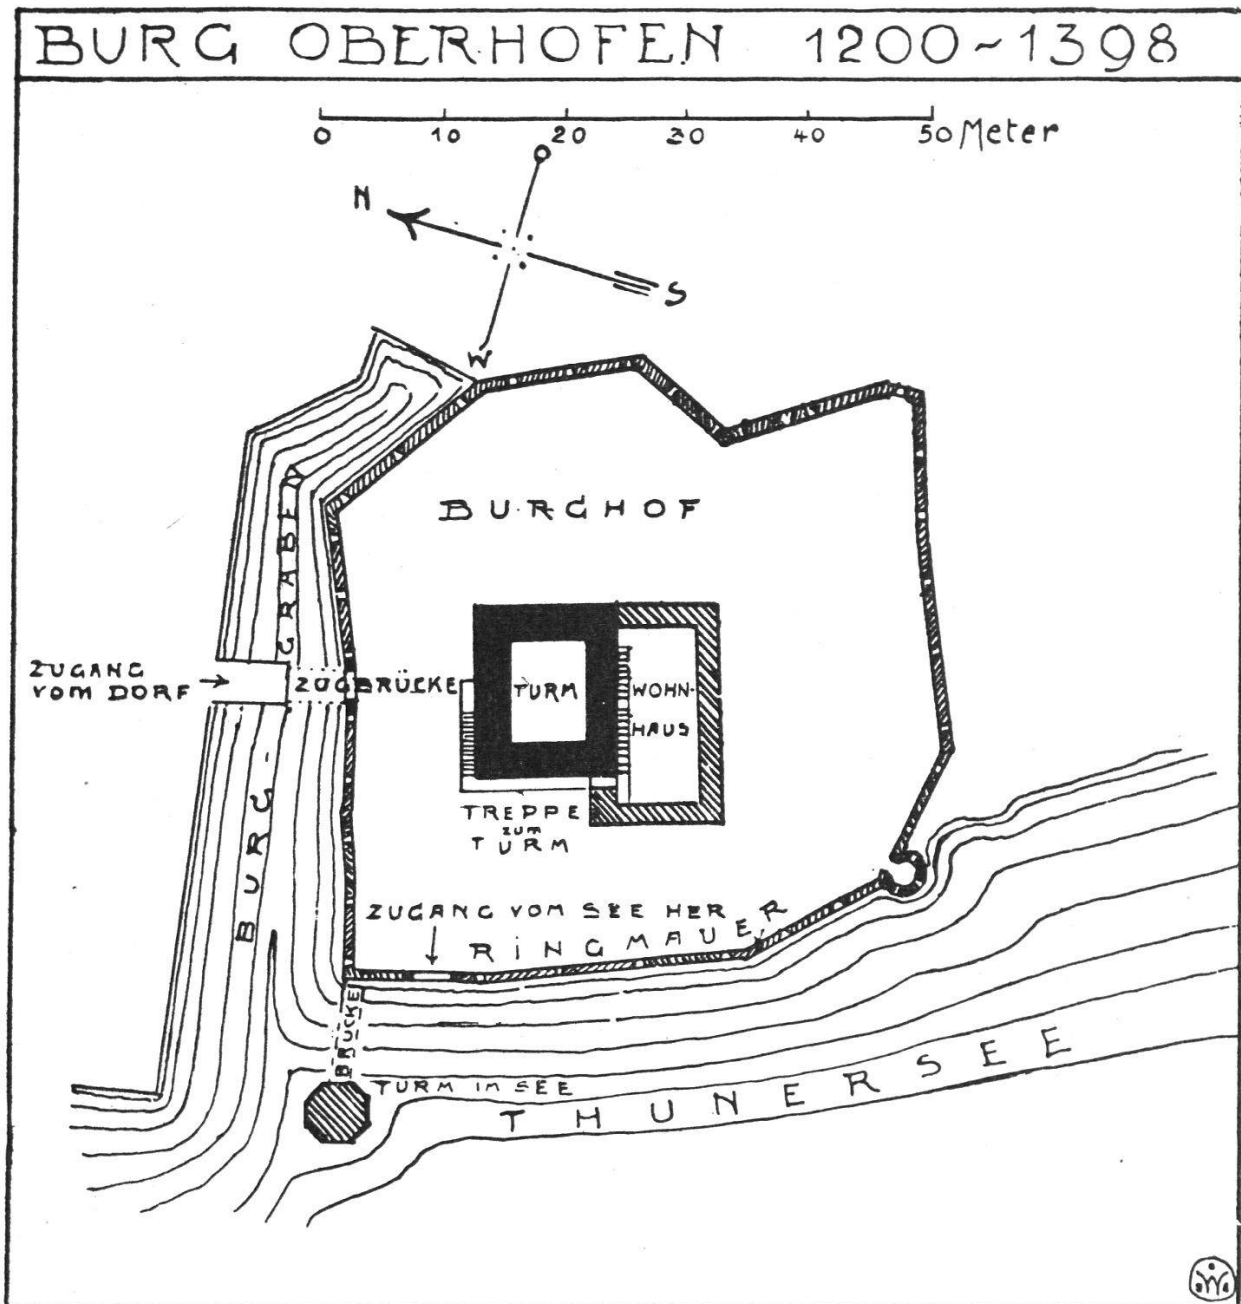 BURG OBERHOFEN 1200~1398
0 10 20 30 40 50 Meter
O
N
S
W
BURGHOF
BURG-GRABEN
ZUGANG
VOM DORF
ZUGBRÜCKE
TURM
WOHN-
HAUS
TREPPE
ZUM
TURM
ZUGANG VOM SEE HER
RINGMAUER
BRÜCKE
TURM IM SEE
THUNERSEE